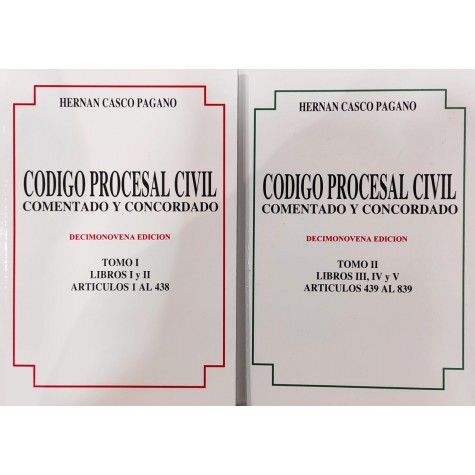 HERNAN CASCO PAGANO
CODIGO PROCESAL CIVIL
COMENTADO Y CONCORDADO
DECIMONOVENA EDICION
TOMO I
LIBROS I y II
ARTICULOS 1 AL 438
HERNAN CASCO PAGANO
CODIGO PROCESAL CIVIL
COMENTADO Y CONCORDADO
DECIMONOVENA EDICION
TOMO II
LIBROS III, IV y V
ARTICULOS 439 AL 839